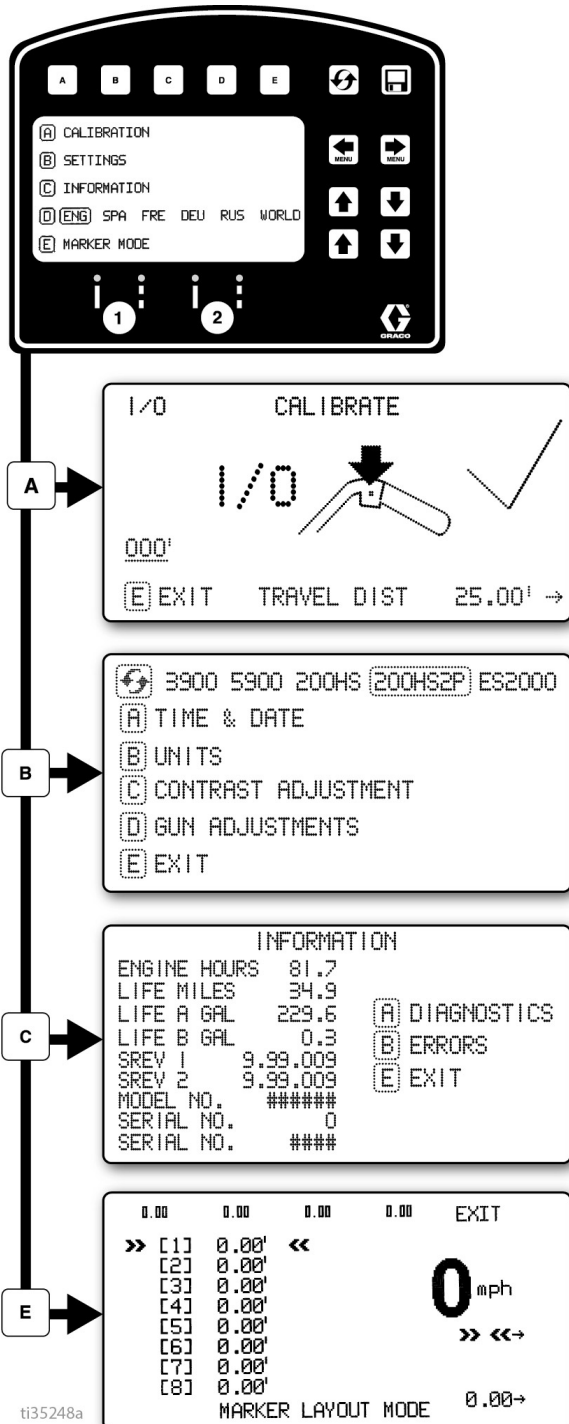 A B C D E
A CALIBRATION
B SETTINGS
C INFORMATION
D ENG SPA FRE DEU RUS WORLD
E MARKER MODE
MENU MENU
1 2
GRACO
A
I/O CALIBRATE
I/O
000'
E EXIT TRAVEL DIST 25.00' →
B
3900 5900 200HS 200HS2P ES2000
A TIME & DATE
B UNITS
C CONTRAST ADJUSTMENT
D GUN ADJUSTMENTS
E EXIT
C
INFORMATION
ENGINE HOURS 81.7
LIFE MILES 34.9
LIFE A GAL 229.6
LIFE B GAL 0.3
SREV 1 9.99.009
SREV 2 9.99.009
MODEL NO. ######
SERIAL NO. 0
SERIAL NO. ####
A DIAGNOSTICS
B ERRORS
E EXIT
E
0.00 0.00 0.00 0.00 EXIT
»» [1] 0.00' ««
[2] 0.00'
[3] 0.00'
[4] 0.00'
[5] 0.00'
[6] 0.00'
[7] 0.00'
[8] 0.00'
0 mph
»» ««→
MARKER LAYOUT MODE 0.00→
ti35248a